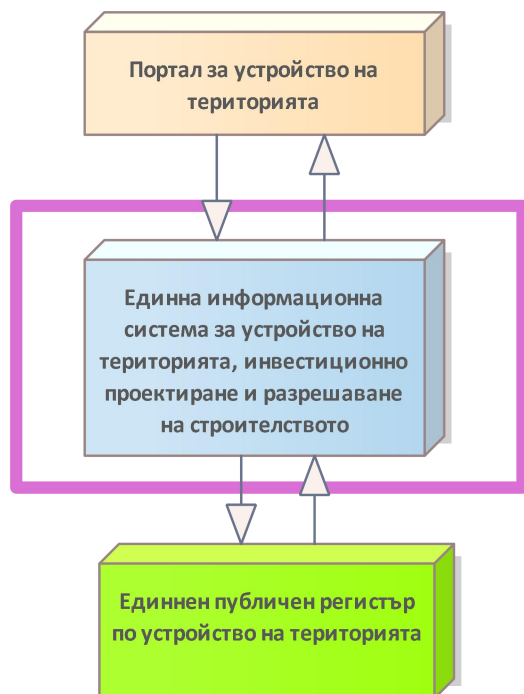 Портал за устройство на
територията
Единна информационна
система за устройство на
територията, инвестиционно
проектиране и разрешаване
на строителството
Единнен публичен регистър
по устройство на територията